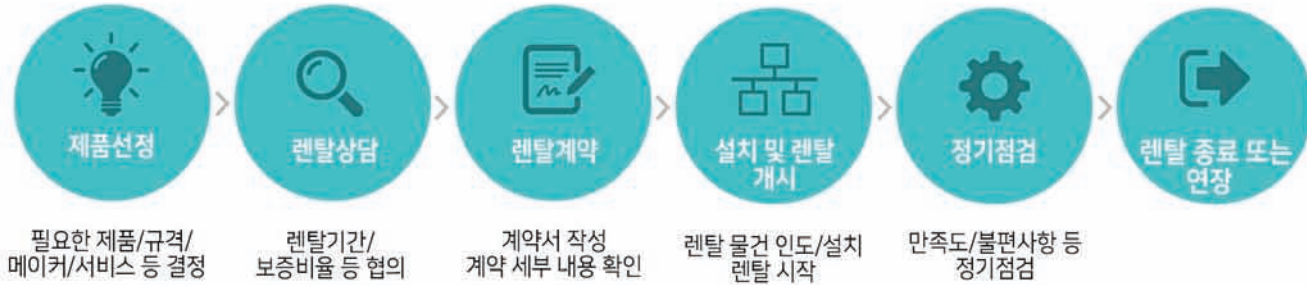 제품선정
렌탈상담
렌탈계약
설치 및 렌탈
개시
정기점검
렌탈 종료 또는
연장
필요한 제품/규격/
메이커/서비스 등 결정
렌탈기간/
보증비율 등 협의
계약서 작성
계약 세부 내용 확인
렌탈 물건 인도/설치
렌탈 시작
만족도/불편사항 등
정기점검